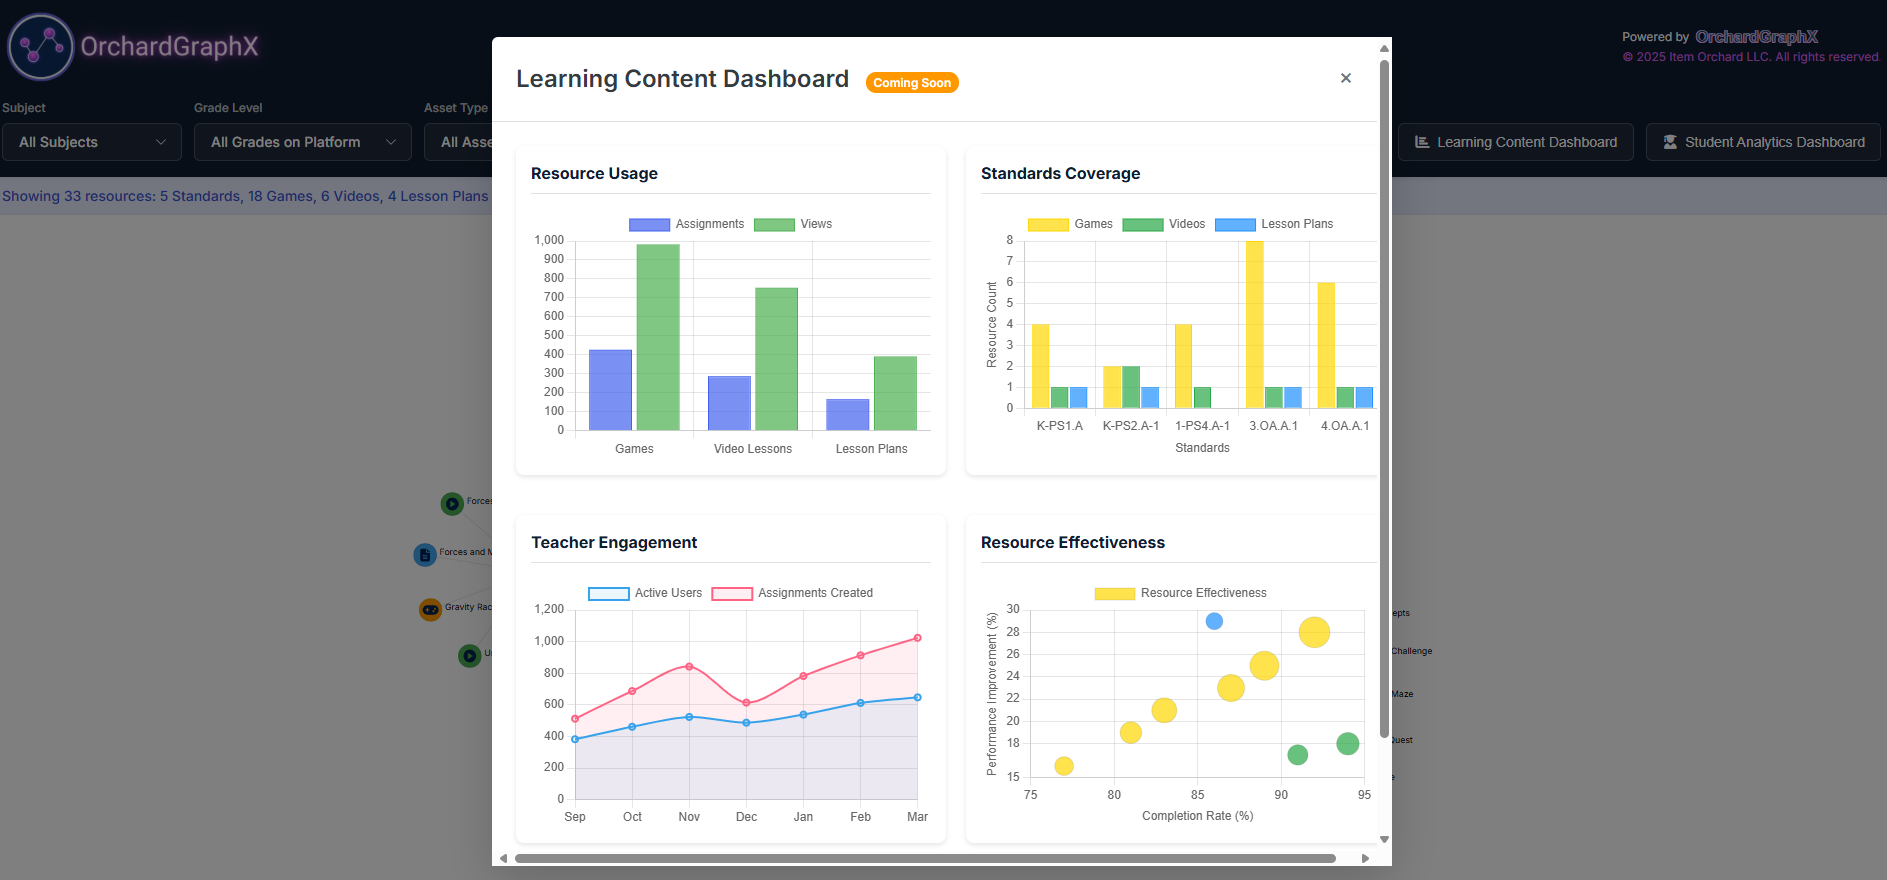 OrchardGraphX
Powered by OrchardGraphX
© 2025 Item Orchard LLC. All rights reserved.
Subject
Grade Level
Asset Type
All Subjects
All Grades on Platform
All Asse
Learning Content Dashboard
Student Analytics Dashboard
Showing 33 resources: 5 Standards, 18 Games, 6 Videos, 4 Lesson Plans
Learning Content Dashboard
Coming Soon
×
Resource Usage
Assignments
Views
1,000
900
800
700
600
500
400
300
200
100
0
Games
Video Lessons
Lesson Plans
Standards Coverage
Games
Videos
Lesson Plans
Resource Count
8
7
6
5
4
3
2
1
0
K-PS1.A
K-PS2.A-1
1-PS4.A-1
3.OA.A.1
4.OA.A.1
Standards
Forces
Forces and M
Gravity Rac
Teacher Engagement
Active Users
Assignments Created
1,200
1,000
800
600
400
200
0
Sep
Oct
Nov
Dec
Jan
Feb
Mar
Resource Effectiveness
Resource Effectiveness
Performance Improvement (%)
30
28
26
24
22
20
18
15
75
80
85
90
95
Completion Rate (%)
epts
Challenge
Maze
Quest